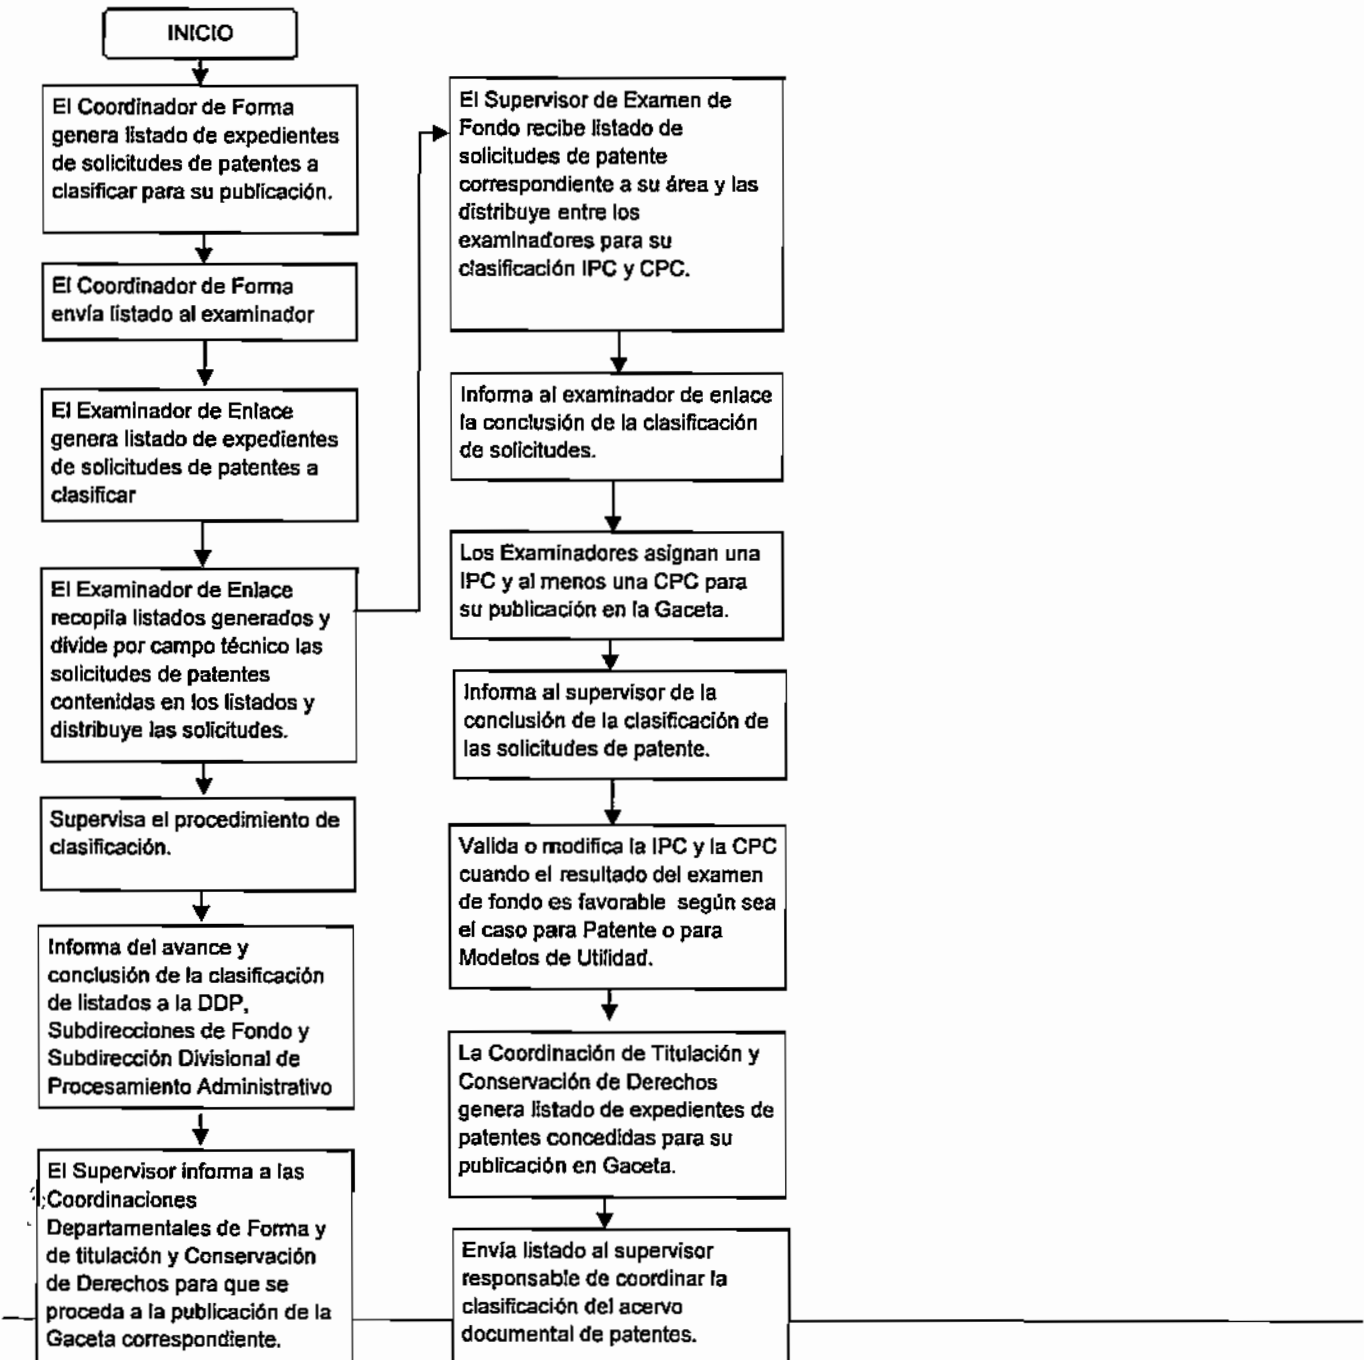 INICIO
El Coordinador de Forma
genera listado de expedientes
de solicitudes de patentes a
clasificar para su publicación.
El Coordinador de Forma
envía listado al examinador
El Examinador de Enlace
genera listado de expedientes
de solicitudes de patentes a
clasificar
El Examinador de Enlace
recopila listados generados y
divide por campo técnico las
solicitudes de patentes
contenidas en los listados y
distribuye las solicitudes.
Supervisa el procedimiento de
clasificación.
Informa del avance y
conclusión de la clasificación
de listados a la DDP,
Subdirecciones de Fondo y
Subdirección Divisional de
Procesamiento Administrativo
El Supervisor informa a las
Coordinaciones
Departamentales de Forma y
de titulación y Conservación
de Derechos para que se
proceda a la publicación de la
Gaceta correspondiente.
El Supervisor de Examen de
Fondo recibe listado de
solicitudes de patente
correspondiente a su área y las
distribuye entre los
examinadores para su
clasificación IPC y CPC.
Informa al examinador de enlace
la conclusión de la clasificación
de solicitudes.
Los Examinadores asignan una
IPC y al menos una CPC para
su publicación en la Gaceta.
Informa al supervisor de la
conclusión de la clasificación de
las solicitudes de patente.
Valida o modifica la IPC y la CPC
cuando el resultado del examen
de fondo es favorable según sea
el caso para Patente o para
Modelos de Utilidad.
La Coordinación de Titulación y
Conservación de Derechos
genera listado de expedientes de
patentes concedidas para su
publicación en Gaceta.
Envía listado al supervisor
responsable de coordinar la
clasificación del acervo
documental de patentes.